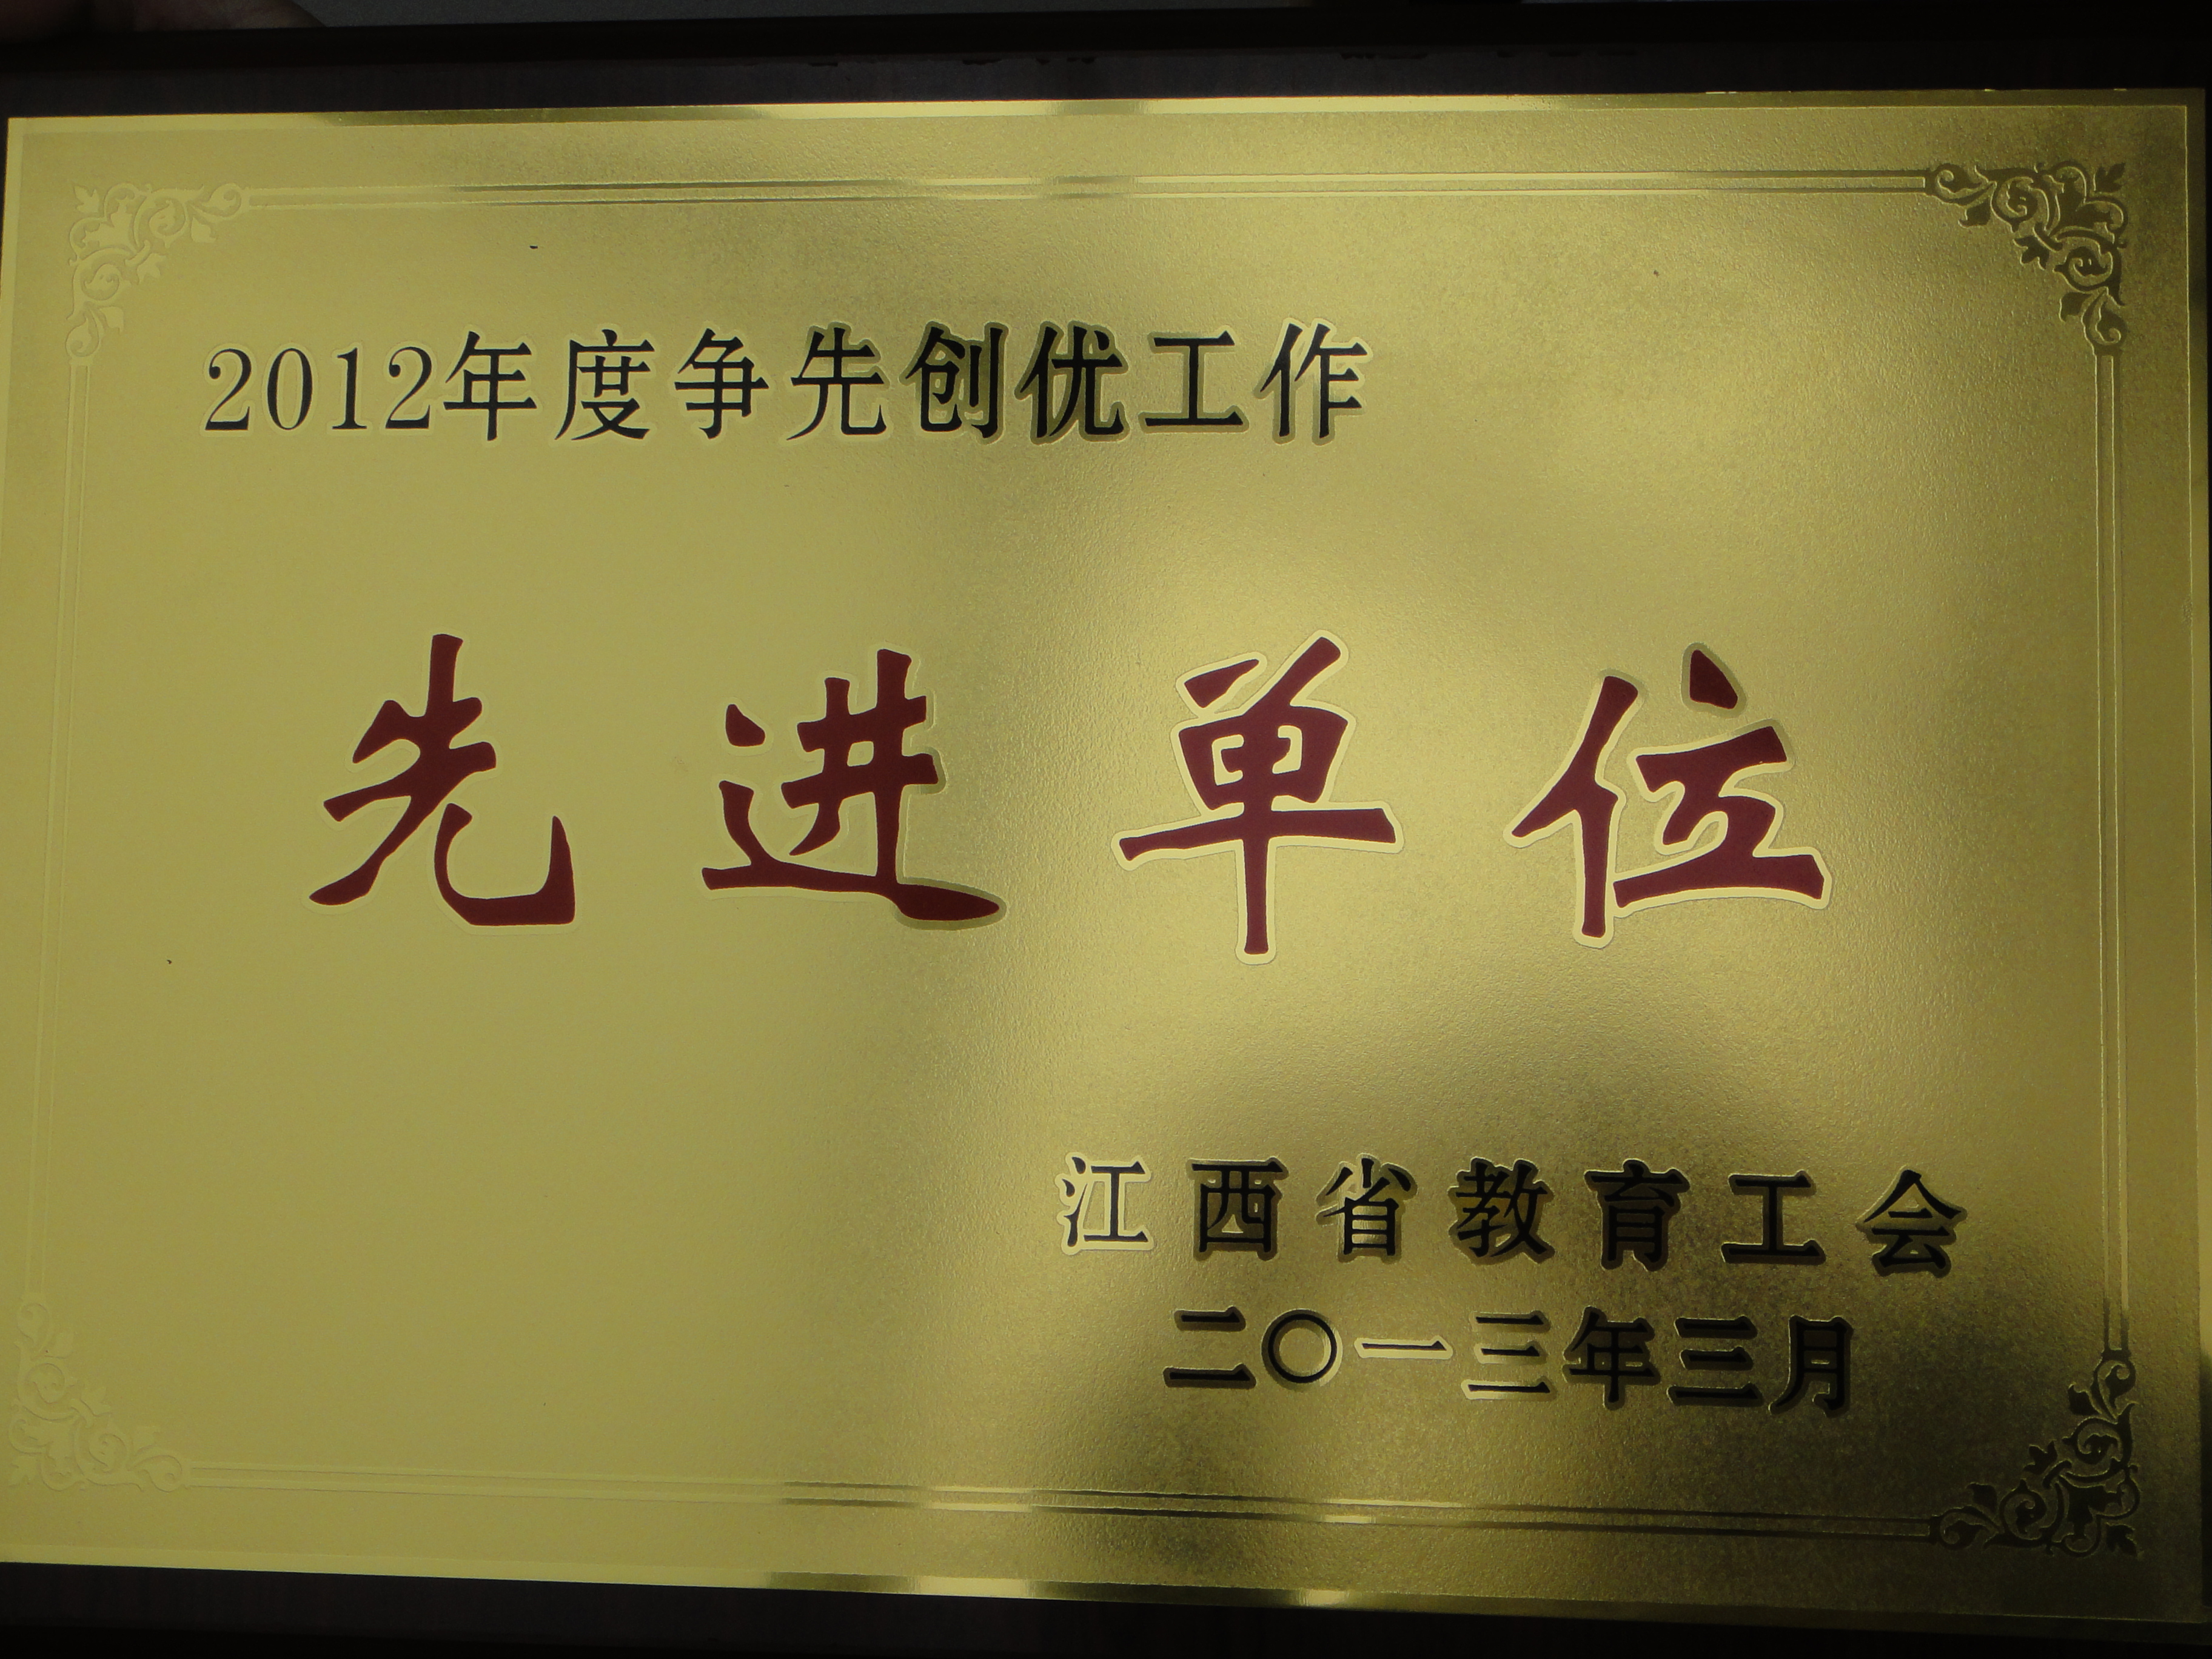 2012年度争先创优工作
先进单位
江西省教育工会
二〇一三年三月